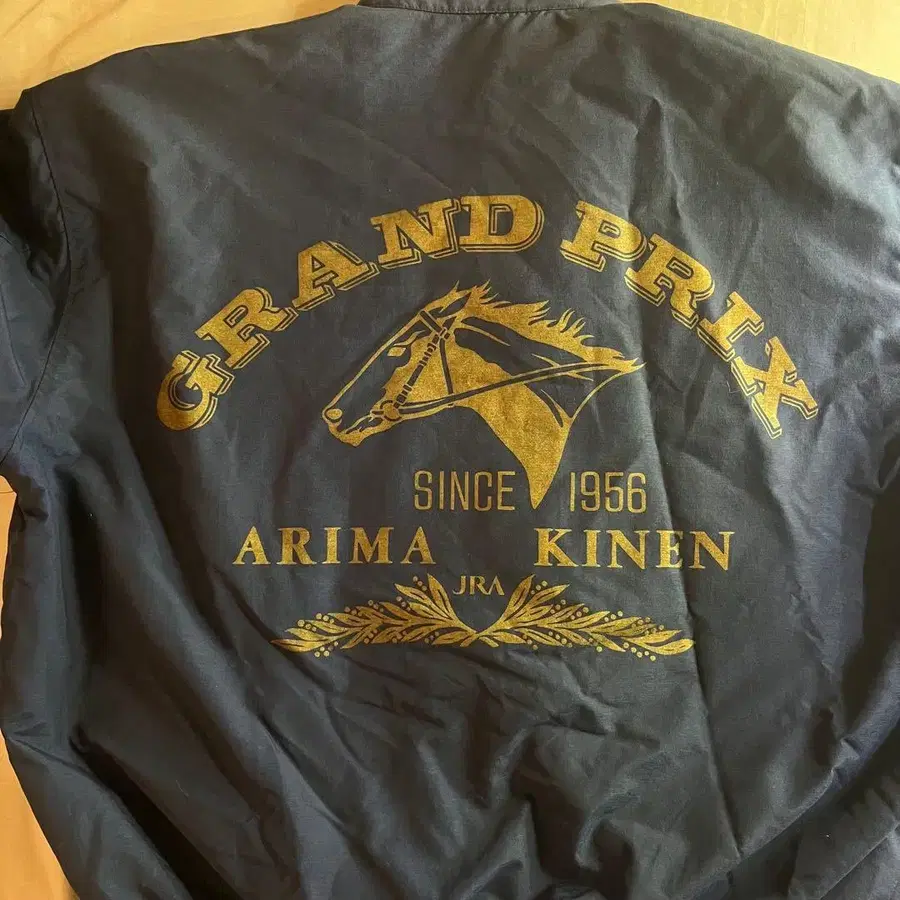 GRAND PRIX
SINCE 1956
ARIMA KINEN
JRA